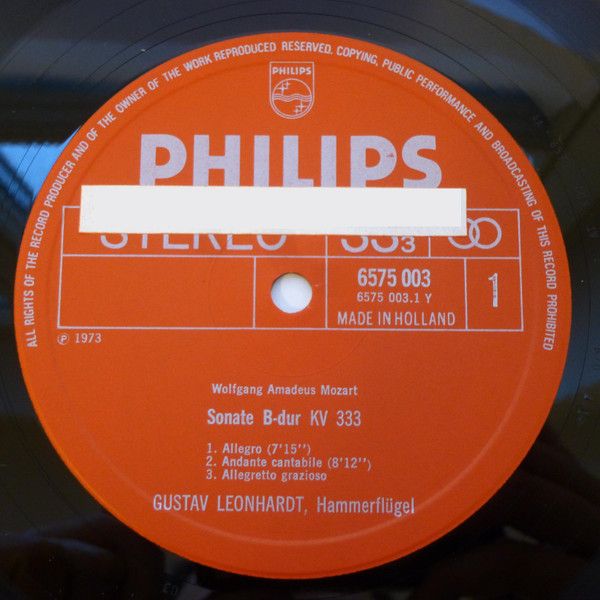 ALL RIGHTS OF THE RECORD PRODUCER AND OF THE OWNER OF THE WORK REPRODUCED RESERVED. COPYING, PUBLIC PERFORMANCE AND BROADCASTING OF THIS RECORD PROHIBITED
PHILIPS
PHILIPS
STEREO 33 3
6575 003
6575 003.1 Y
1
MADE IN HOLLAND
℗ 1973
Wolfgang Amadeus Mozart
Sonate B-dur KV 333
1. Allegro (7'15'')
2. Andante cantabile (8'12'')
3. Allegretto grazioso
GUSTAV LEONHARDT, Hammerflügel